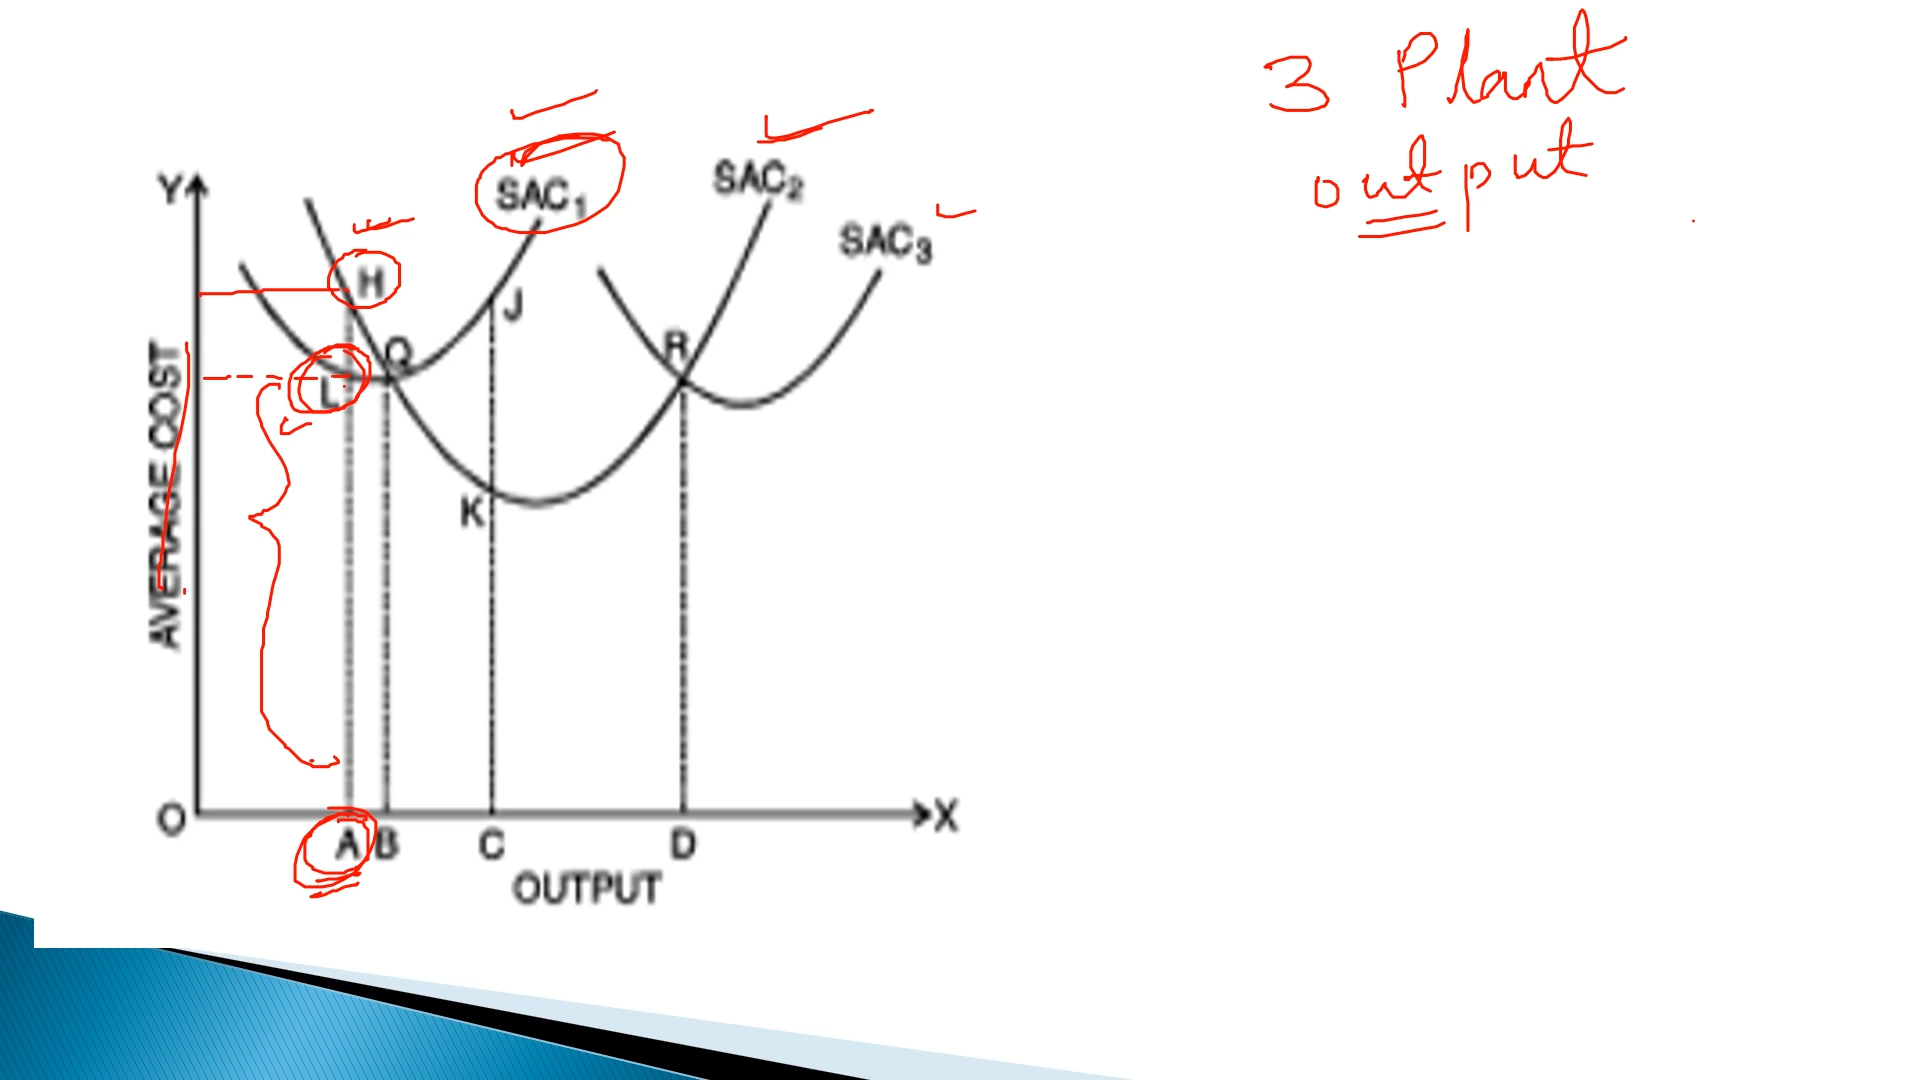 3 Plant
output
SAC₁
SAC₂
SAC₃
Y
H
J
Q
R
L
K
AVERAGE COST
O
X
A B C D
OUTPUT